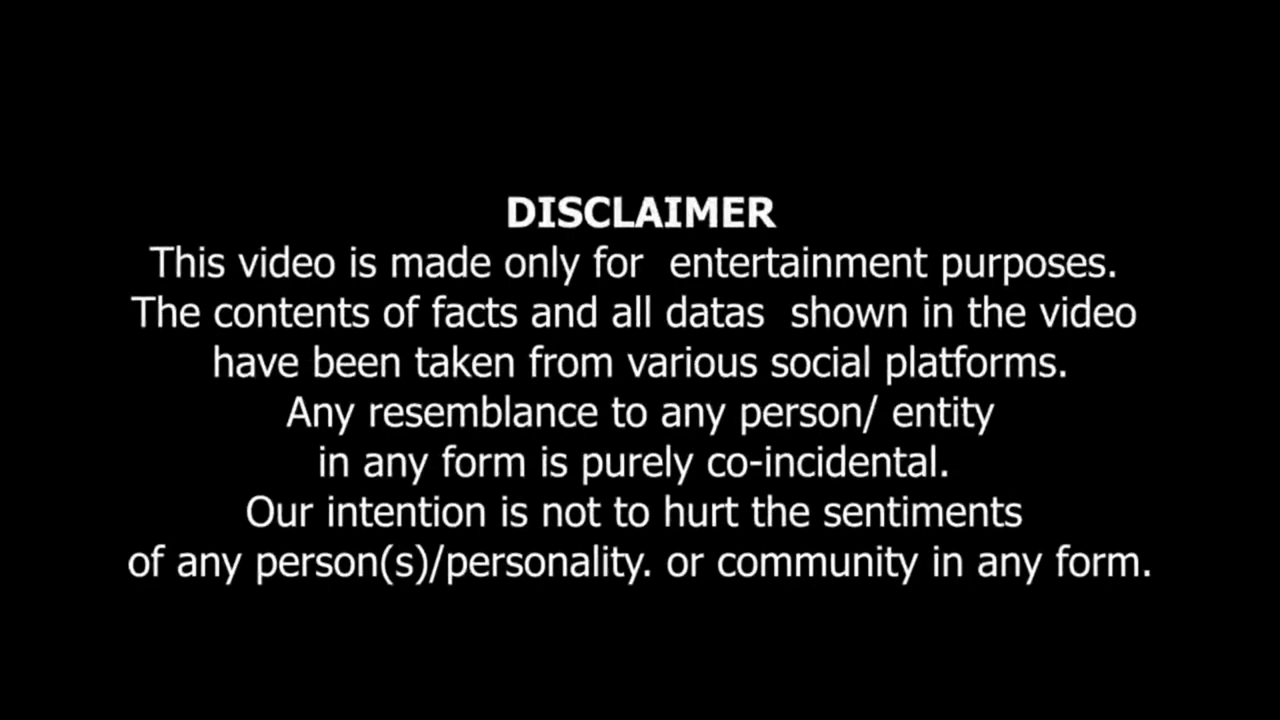 DISCLAIMER
This video is made only for  entertainment purposes.
The contents of facts and all datas  shown in the video
have been taken from various social platforms.
Any resemblance to any person/ entity
in any form is purely co-incidental.
Our intention is not to hurt the sentiments
of any person(s)/personality. or community in any form.